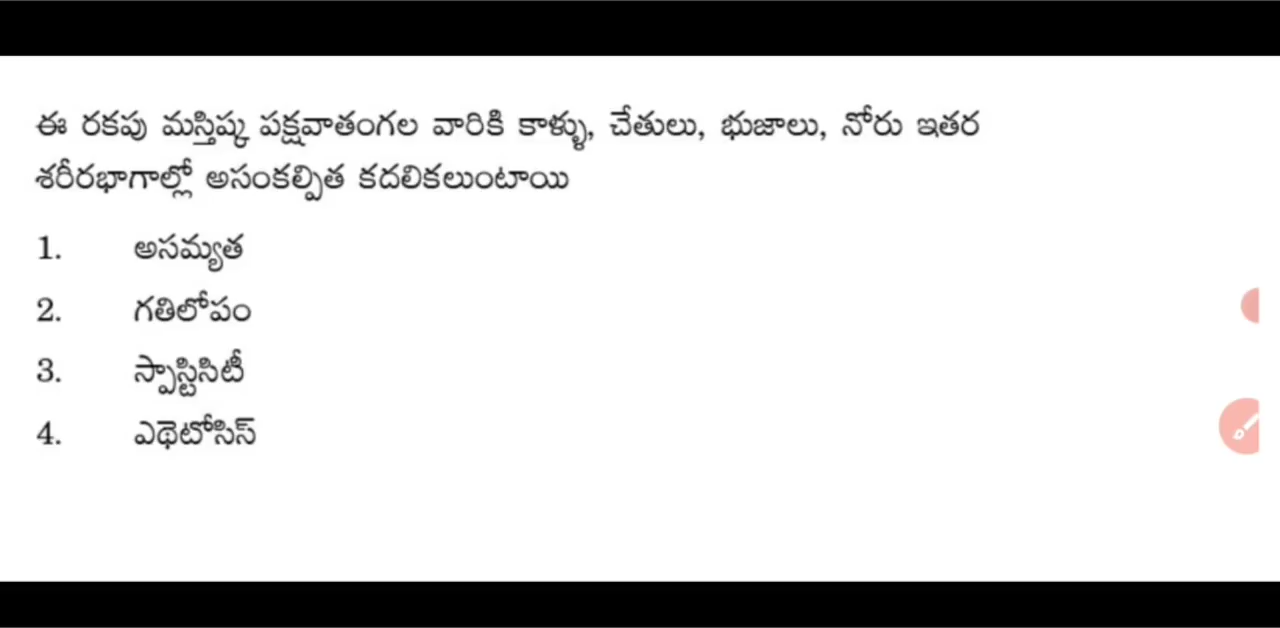 ఈ రకపు మస్తిష్క పక్షవాతంగల వారికి కాళ్ళు, చేతులు, భుజాలు, నోరు ఇతర
శరీరభాగాల్లో అసంకల్పిత కదలికలుంటాయి
1. అసమ్యత
2. గతిలోపం
3. స్పాస్టిసిటీ
4. ఎథెటోసిస్